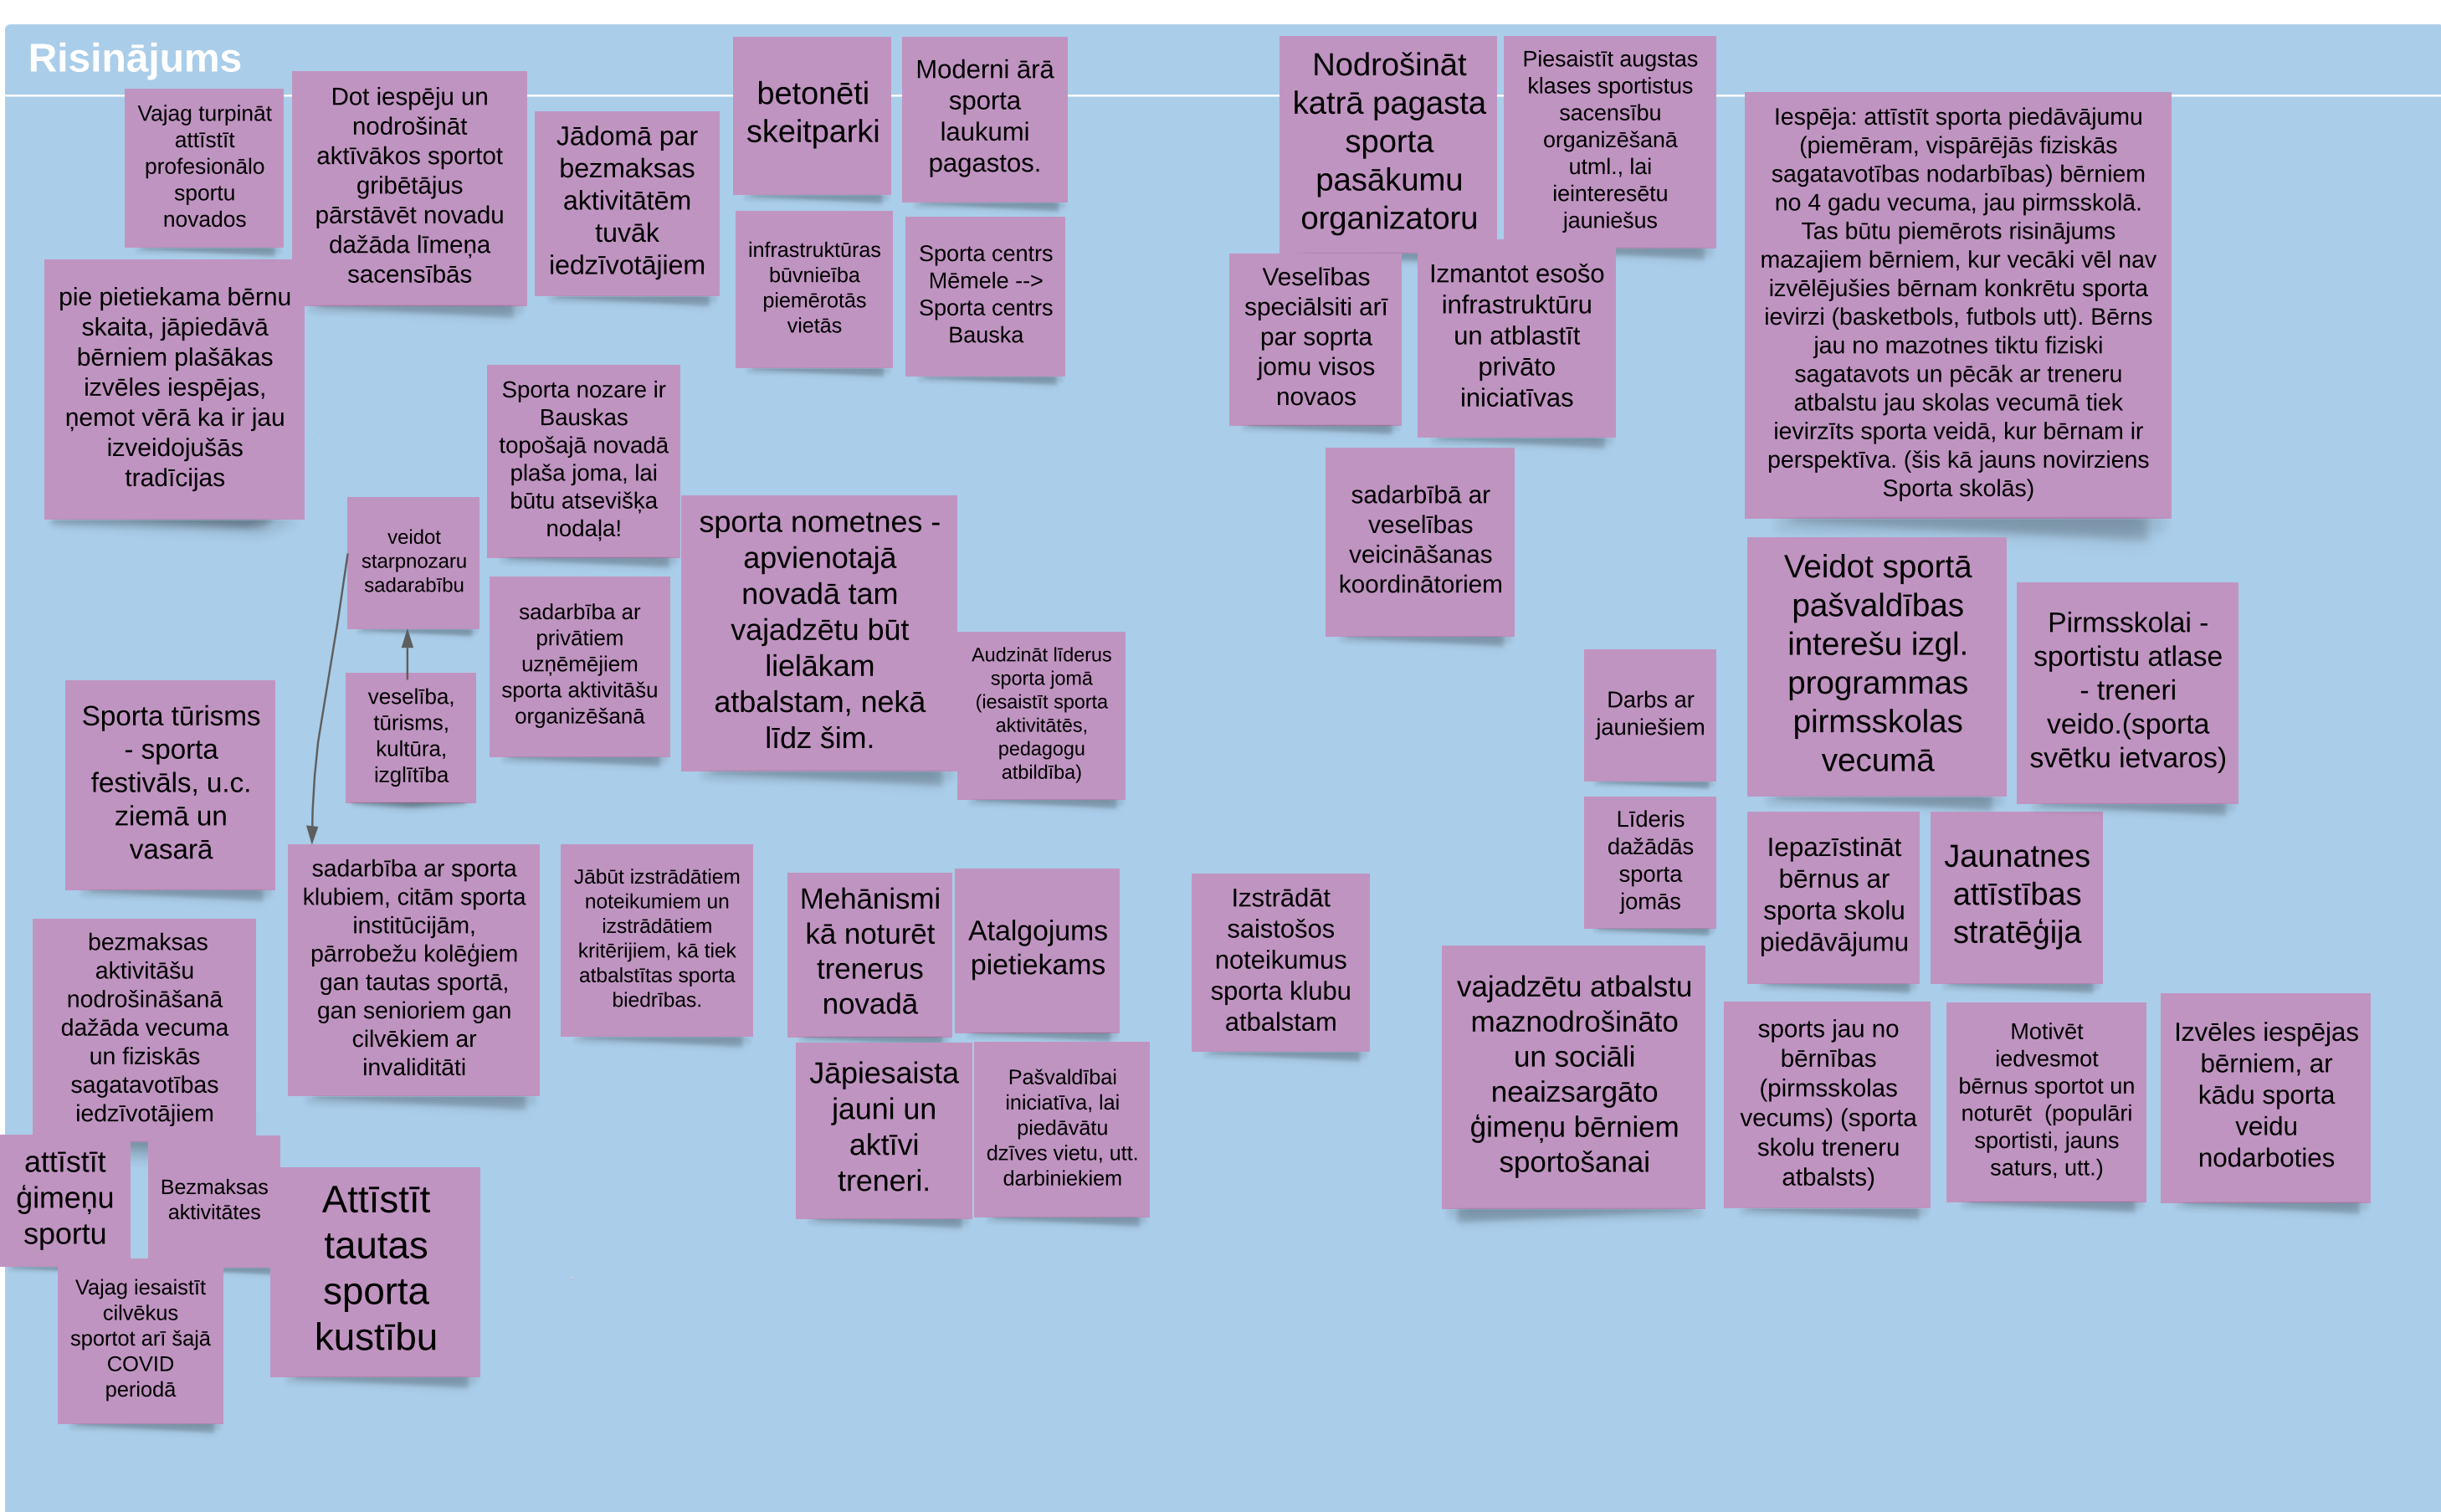 Risinājums
Vajag turpināt
attīstīt
profesionālo
sportu
novados
Dot iespēju un
nodrošināt
aktīvākos sportot
gribētājus
pārstāvēt novadu
dažāda līmeņa
sacensībās
Jādomā par
bezmaksas
aktivitātēm
tuvāk
iedzīvotājiem
betonēti
skeitparki
Moderni ārā
sporta
laukumi
pagastos.
infrastruktūras
būvnieība
piemērotās
vietās
Sporta centrs
Mēmele -->
Sporta centrs
Bauska
pie pietiekama bērnu
skaita, jāpiedāvā
bērniem plašākas
izvēles iespējas,
ņemot vērā ka ir jau
izveidojušās
tradīcijas
Nodrošināt
katrā pagasta
sporta
pasākumu
organizatoru
Piesaistīt augstas
klases sportistus
sacensību
organizēšanā
utml., lai
ieinteresētu
jauniešus
Veselības
speciālsiti arī
par soprta
jomu visos
novaos
Izmantot esošo
infrastruktūru
un atblastīt
privāto
iniciatīvas
sadarbībā ar
veselības
veicināšanas
koordinātoriem
Iespēja: attīstīt sporta piedāvājumu
(piemēram, vispārējās fiziskās
sagatavotības nodarbības) bērniem
no 4 gadu vecuma, jau pirmsskolā.
Tas būtu piemērots risinājums
mazajiem bērniem, kur vecāki vēl nav
izvēlējušies bērnam konkrētu sporta
ievirzi (basketbols, futbols utt). Bērns
jau no mazotnes tiktu fiziski
sagatavots un pēcāk ar treneru
atbalstu jau skolas vecumā tiek
ievirzīts sporta veidā, kur bērnam ir
perspektīva. (šis kā jauns novirziens
Sporta skolās)
Sporta nozare ir
Bauskas
topošajā novadā
plaša joma, lai
būtu atsevišķa
nodaļa!
veidot
starpnozaru
sadarabību
veselība,
tūrisms,
kultūra,
izglītība
sadarbība ar
privātiem
uzņēmējiem
sporta aktivitāšu
organizēšanā
sporta nometnes -
apvienotajā
novadā tam
vajadzētu būt
lielākam
atbalstam, nekā
līdz šim.
Audzināt līderus
sporta jomā
(iesaistīt sporta
aktivitātēs,
pedagogu
atbildība)
Darbs ar
jauniešiem
Līderis
dažādās
sporta
jomās
Veidot sportā
pašvaldības
interešu izgl.
programmas
pirmsskolas
vecumā
Pirmsskolai -
sportistu atlase
- treneri
veido.(sporta
svētku ietvaros)
Iepazīstināt
bērnus ar
sporta skolu
piedāvājumu
Jaunatnes
attīstības
stratēģija
Sporta tūrisms
- sporta
festivāls, u.c.
ziemā un
vasarā
sadarbība ar sporta
klubiem, citām sporta
institūcijām,
pārrobežu kolēģiem
gan tautas sportā,
gan senioriem gan
cilvēkiem ar
invaliditāti
Jābūt izstrādātiem
noteikumiem un
izstrādātiem
kritērijiem, kā tiek
atbalstītas sporta
biedrības.
Mehānismi
kā noturēt
trenerus
novadā
Atalgojums
pietiekams
Jāpiesaista
jauni un
aktīvi
treneri.
Pašvaldībai
iniciatīva, lai
piedāvātu
dzīves vietu, utt.
darbiniekiem
Izstrādāt
saistošos
noteikumus
sporta klubu
atbalstam
vajadzētu atbalstu
maznodrošināto
un sociāli
neaizsargāto
ģimeņu bērniem
sportošanai
sports jau no
bērnības
(pirmsskolas
vecums) (sporta
skolu treneru
atbalsts)
Motivēt
iedvesmot
bērnus sportot un
noturēt  (populāri
sportisti, jauns
saturs, utt.)
Izvēles iespējas
bērniem, ar
kādu sporta
veidu
nodarboties
bezmaksas
aktivitāšu
nodrošināšanā
dažāda vecuma
un fiziskās
sagatavotības
iedzīvotājiem
attīstīt
ģimeņu
sportu
Bezmaksas
aktivitātes
Attīstīt
tautas
sporta
kustību
Vajag iesaistīt
cilvēkus
sportot arī šajā
COVID
periodā